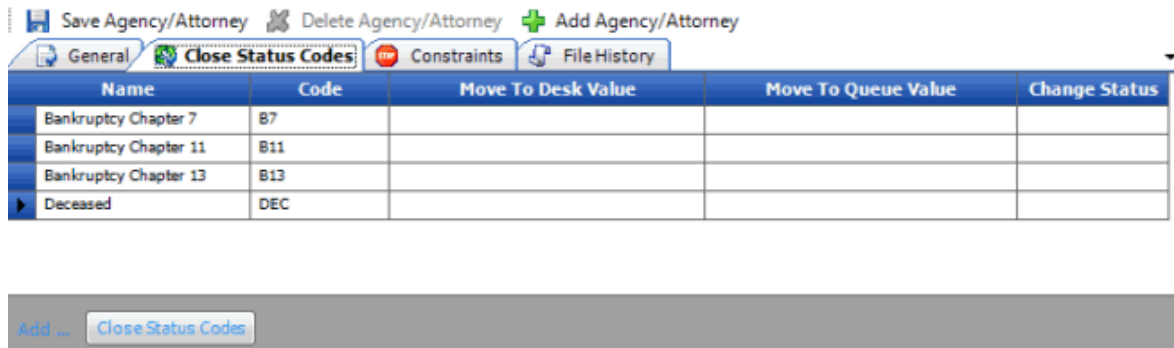 Save Agency/Attorney Delete Agency/Attorney Add Agency/Attorney
General Close Status Codes Constraints File History
Name Code Move To Desk Value Move To Queue Value Change Status
Bankruptcy Chapter 7 B7
Bankruptcy Chapter 11 B11
Bankruptcy Chapter 13 B13
Deceased DEC
Add ... Close Status Codes